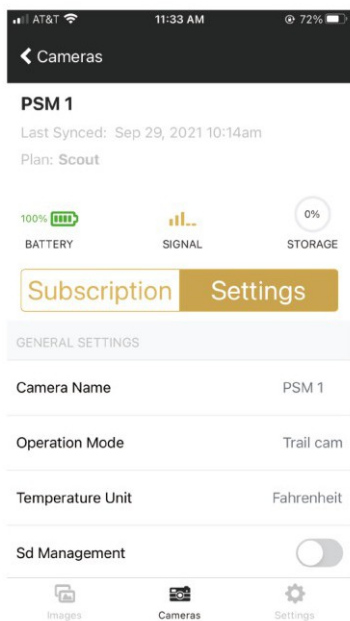 AT&T 11:33 AM 72%
Cameras
PSM 1
Last Synced: Sep 29, 2021 10:14am
Plan: Scout
100% 0%
BATTERY SIGNAL STORAGE
Subscription Settings
GENERAL SETTINGS
Camera Name PSM 1
Operation Mode Trail cam
Temperature Unit Fahrenheit
Sd Management
Images Cameras Settings